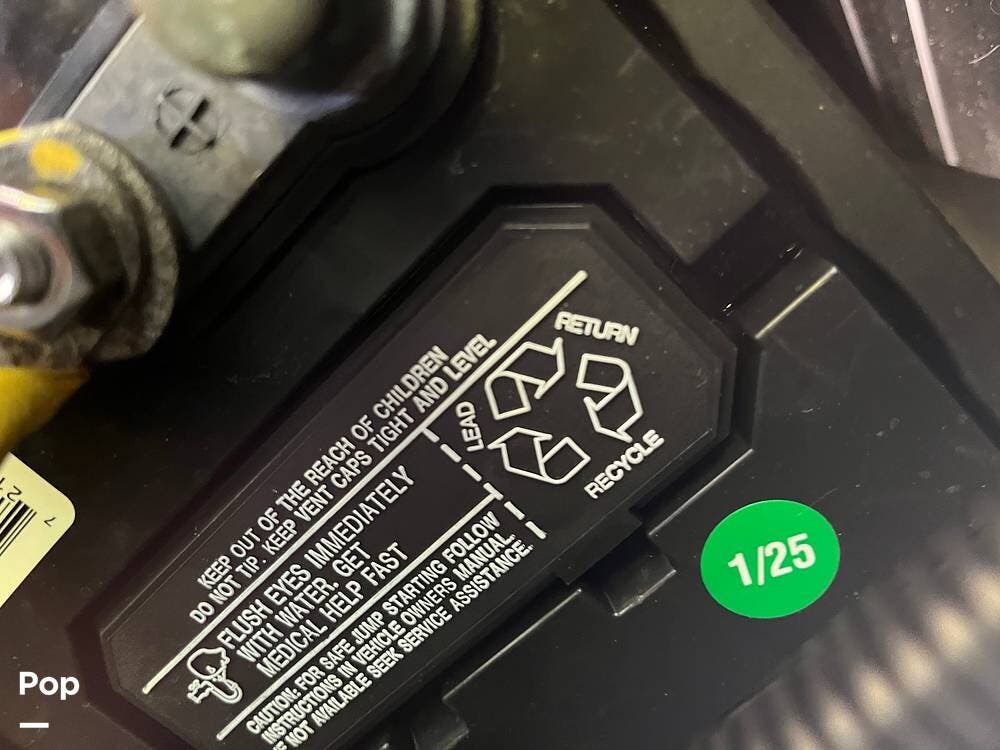 KEEP OUT OF THE REACH OF CHILDREN
DO NOT TIP. KEEP VENT CAPS TIGHT AND LEVEL
FLUSH EYES IMMEDIATELY
WITH WATER. GET
MEDICAL HELP FAST
CAUTION: FOR SAFE JUMP STARTING FOLLOW
INSTRUCTIONS IN VEHICLE OWNERS MANUAL.
IF NOT AVAILABLE SEEK SERVICE ASSISTANCE.
RETURN
LEAD
RECYCLE
1/25
7
Pop